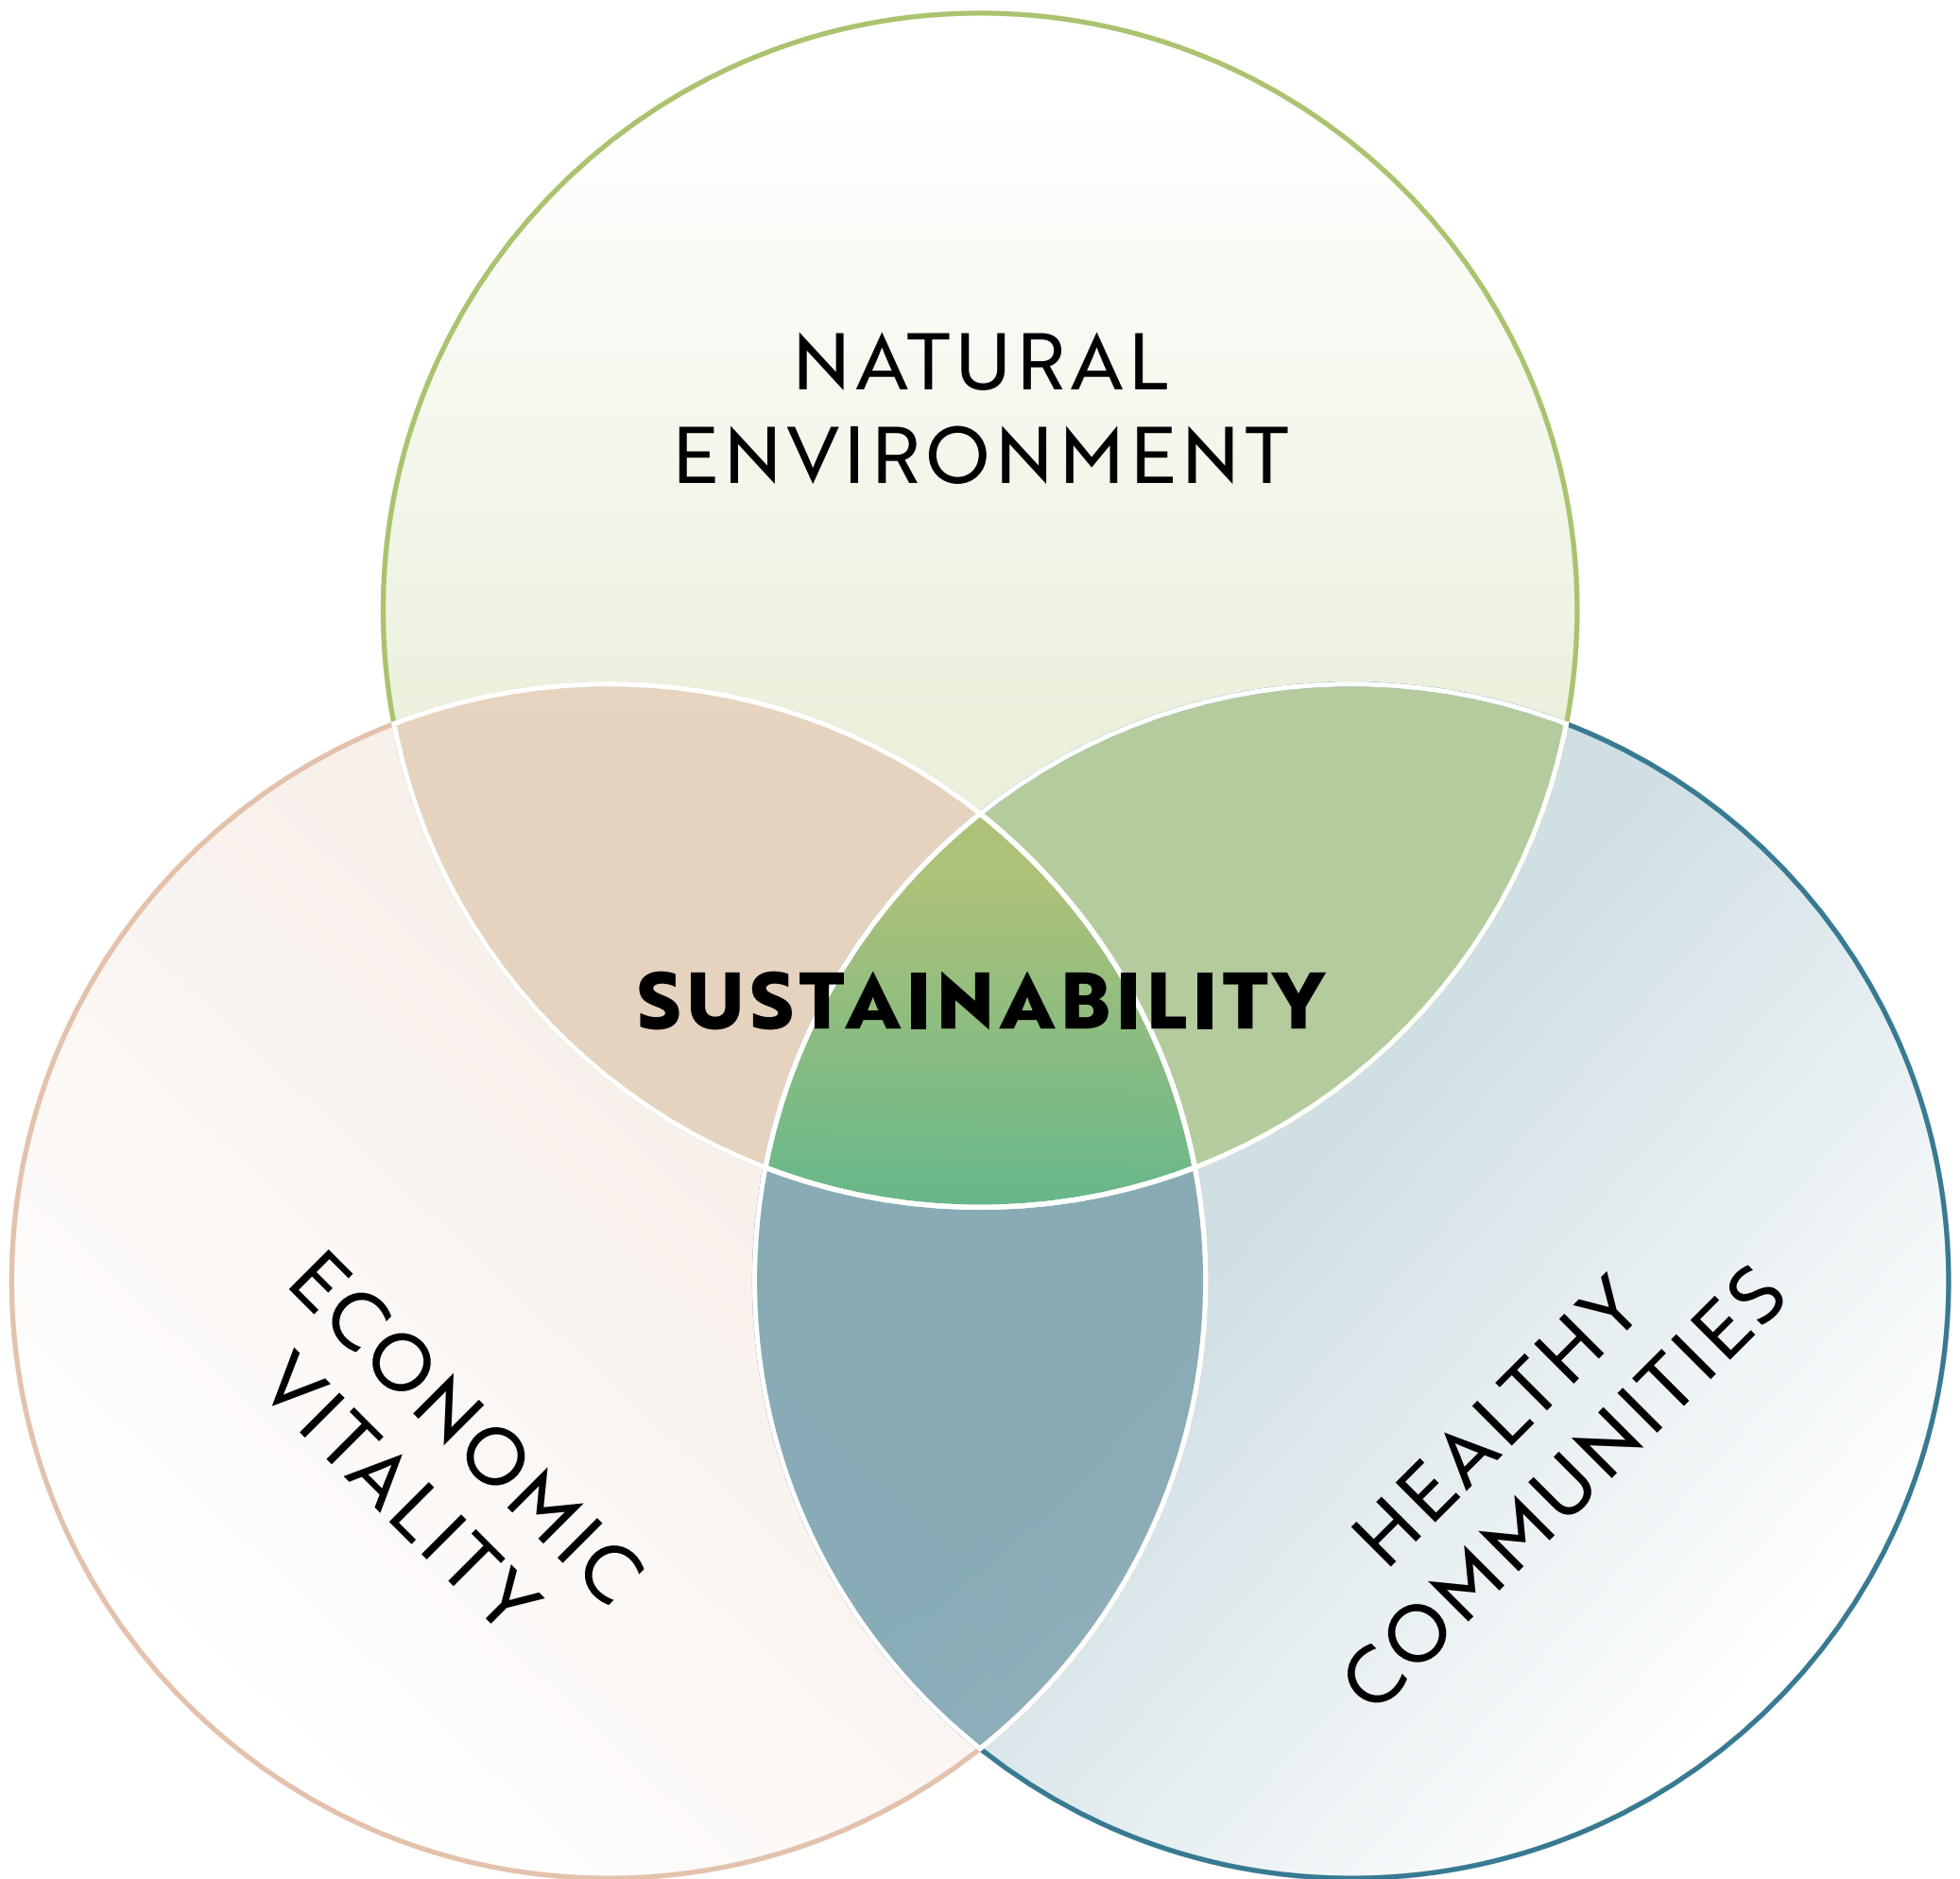 NATURAL
ENVIRONMENT
SUSTAINABILITY
ECONOMIC
VITALITY
HEALTHY
COMMUNITIES